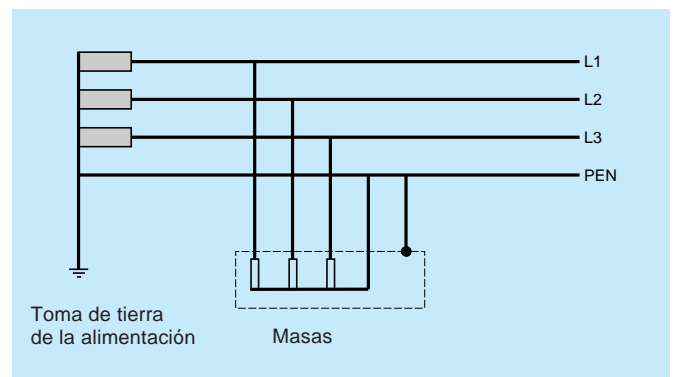 L1
L2
L3
PEN
Toma de tierra
de la alimentación
Masas